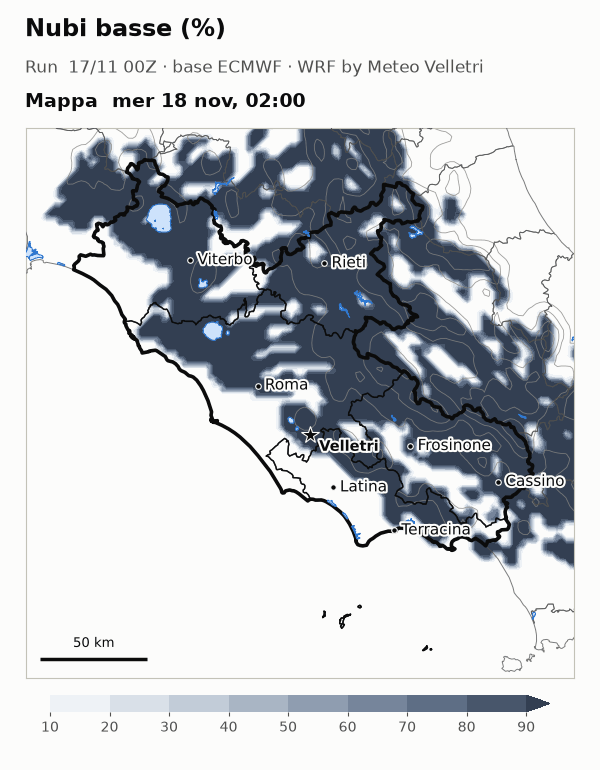 Nubi basse (%)
Run  17/11 00Z · base ECMWF · WRF by Meteo Velletri
Mappa  mer 18 nov, 02:00
Viterbo
Rieti
Roma
Velletri
Frosinone
Cassino
Latina
Terracina
50 km
10 20 30 40 50 60 70 80 90